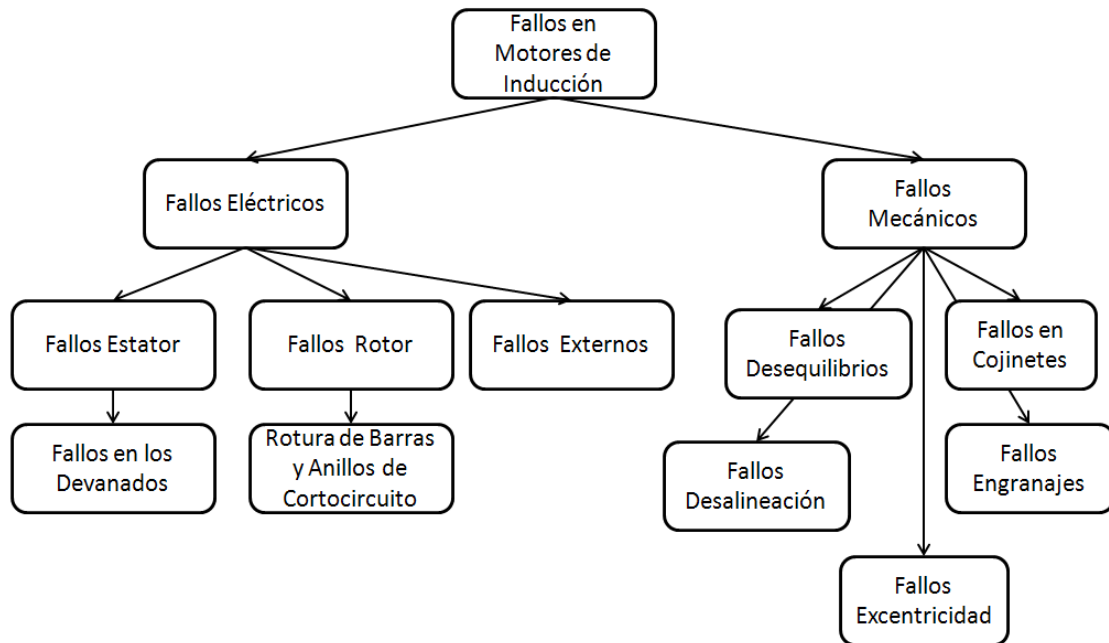 Fallos en
Motores de
Inducción
Fallos Eléctricos
Fallos
Mecánicos
Fallos Estator
Fallos Rotor
Fallos Externos
Fallos
Desequilibrios
Fallos en
Cojinetes
Fallos en los
Devanados
Rotura de Barras
y Anillos de
Cortocircuito
Fallos
Desalineación
Fallos
Engranajes
Fallos
Excentricidad